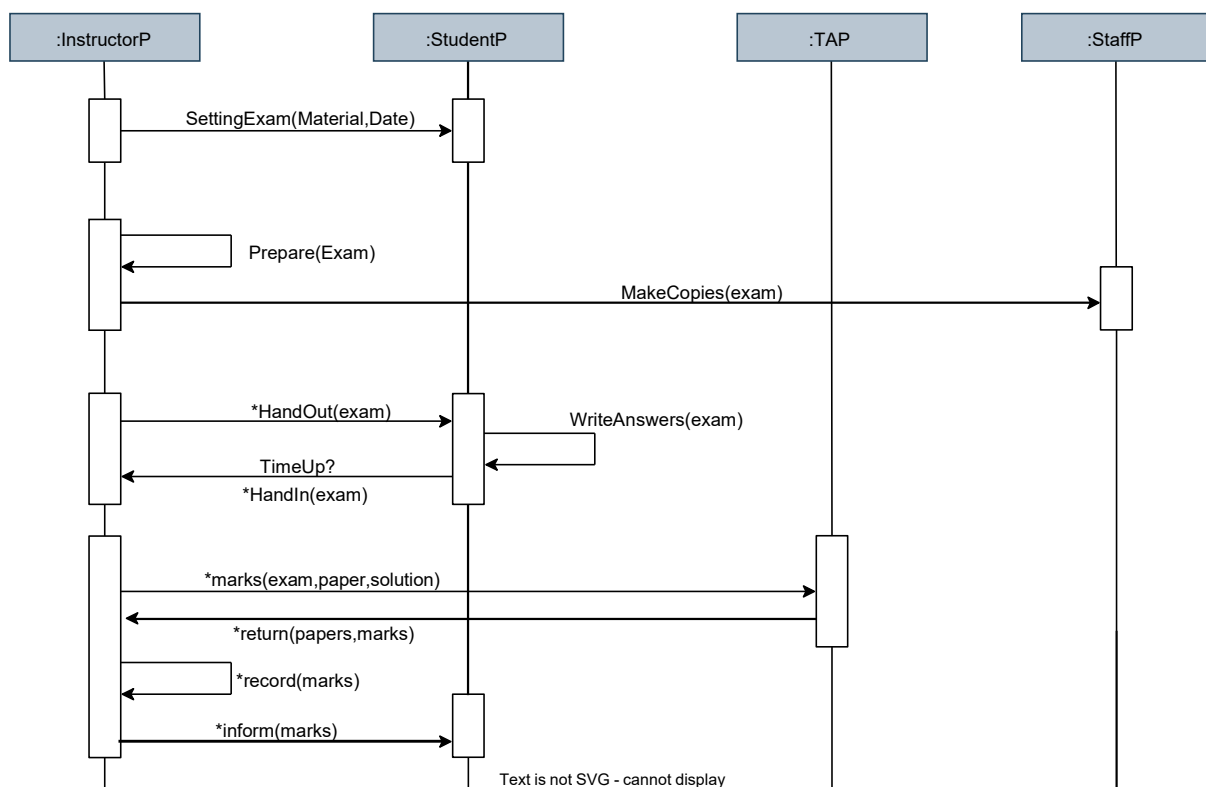 :InstructorP
:StudentP
:TAP
:StaffP
SettingExam(Material,Date)
Prepare(Exam)
MakeCopies(exam)
*HandOut(exam)
WriteAnswers(exam)
TimeUp?
*HandIn(exam)
*marks(exam,paper,solution)
*return(papers,marks)
*record(marks)
*inform(marks)
Text is not SVG - cannot display